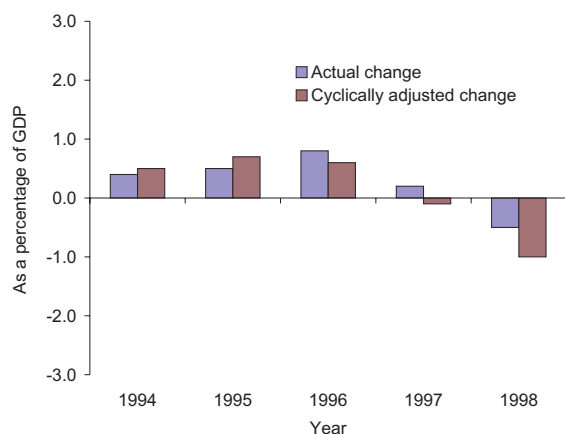 3.0
2.0
1.0
0.0
-1.0
-2.0
-3.0
As a percentage of GDP
Actual change
Cyclically adjusted change
1994 1995 1996 1997 1998
Year